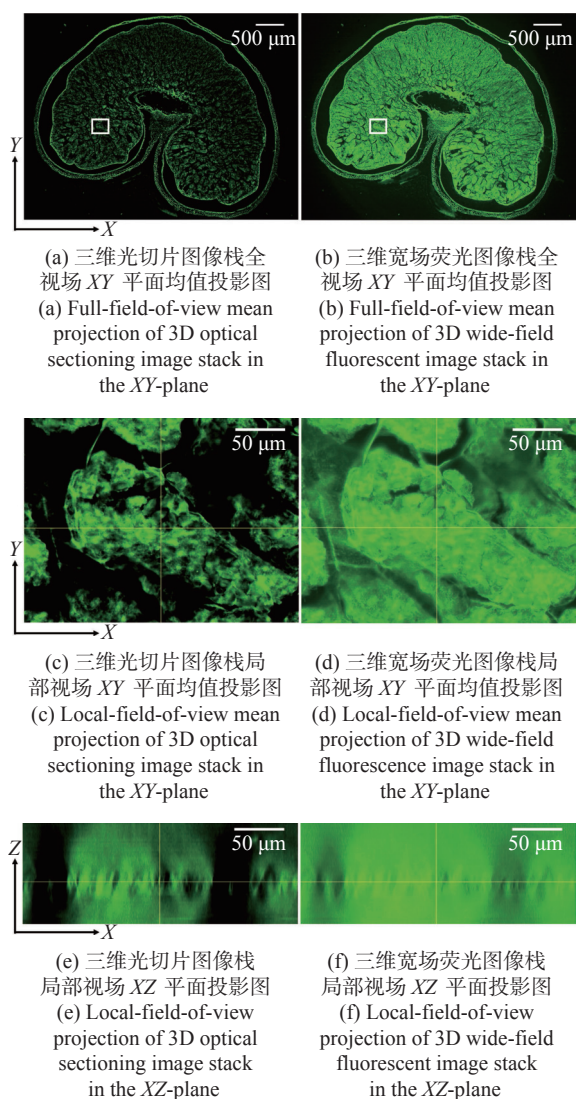 500 μm
500 μm
Y
X
(a) 三维光切片图像栈全
视场 XY 平面均值投影图
(a) Full-field-of-view mean
projection of 3D optical
sectioning image stack in
the XY-plane
(b) 三维宽场荧光图像栈全
视场 XY 平面均值投影图
(b) Full-field-of-view mean
projection of 3D wide-field
fluorescent image stack in
the XY-plane
50 μm
50 μm
Y
X
(c) 三维光切片图像栈局
部视场 XY 平面均值投影图
(c) Local-field-of-view mean
projection of 3D optical
sectioning image stack in
the XY-plane
(d) 三维宽场荧光图像栈局
部视场 XY 平面均值投影图
(d) Local-field-of-view mean
projection of 3D wide-field
fluorescence image stack in
the XY-plane
50 μm
50 μm
Z
X
(e) 三维光切片图像栈
局部视场 XZ 平面投影图
(e) Local-field-of-view
projection of 3D optical
sectioning image stack
in the XZ-plane
(f) 三维宽场荧光图像栈
局部视场 XZ 平面投影图
(f) Local-field-of-view
projection of 3D wide-field
fluorescent image stack
in the XZ-plane